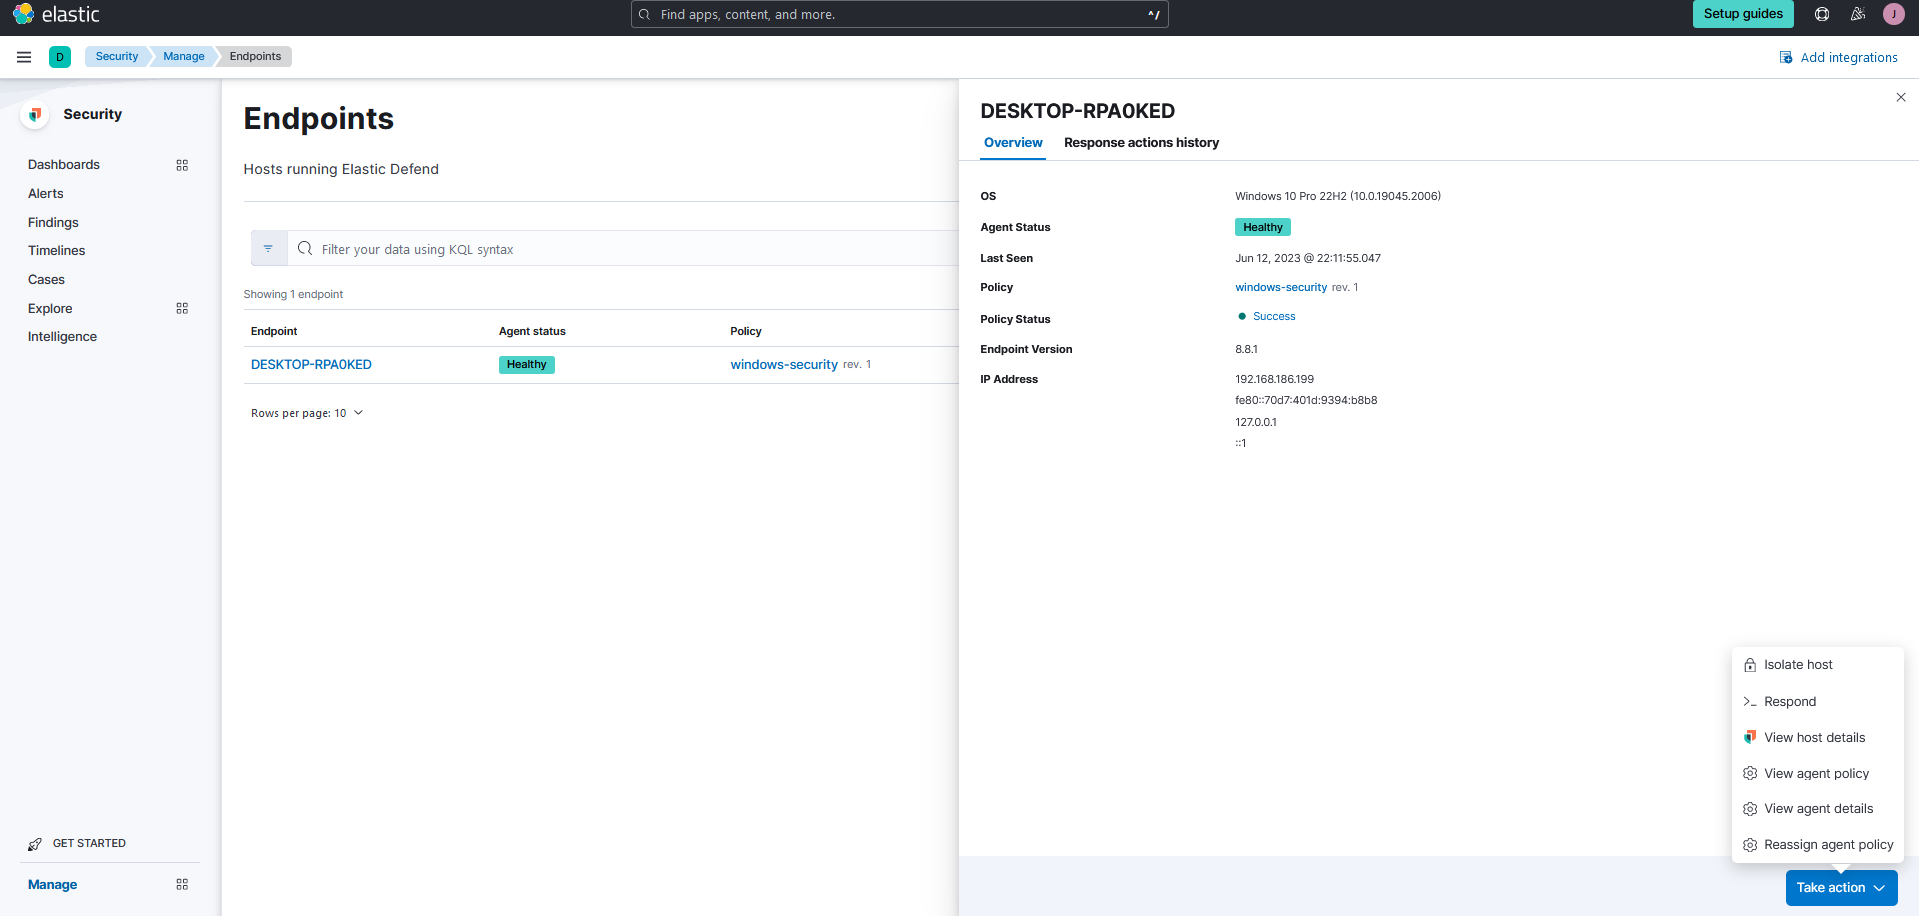 elastic
Find apps, content, and more.
^/
Setup guides
J
D
Security
Manage
Endpoints
Add integrations
Security
Dashboards
Alerts
Findings
Timelines
Cases
Explore
Intelligence
GET STARTED
Manage
Endpoints
Hosts running Elastic Defend
Filter your data using KQL syntax
Showing 1 endpoint
Endpoint Agent status Policy
DESKTOP-RPA0KED Healthy windows-security rev. 1
Rows per page: 10
DESKTOP-RPA0KED
Overview Response actions history
OS Windows 10 Pro 22H2 (10.0.19045.2006)
Agent Status Healthy
Last Seen Jun 12, 2023 @ 22:11:55.047
Policy windows-security rev. 1
Policy Status Success
Endpoint Version 8.8.1
IP Address 192.168.186.199
fe80::70d7:401d:9394:b8b8
127.0.0.1
::1
Isolate host
Respond
View host details
View agent policy
View agent details
Reassign agent policy
Take action